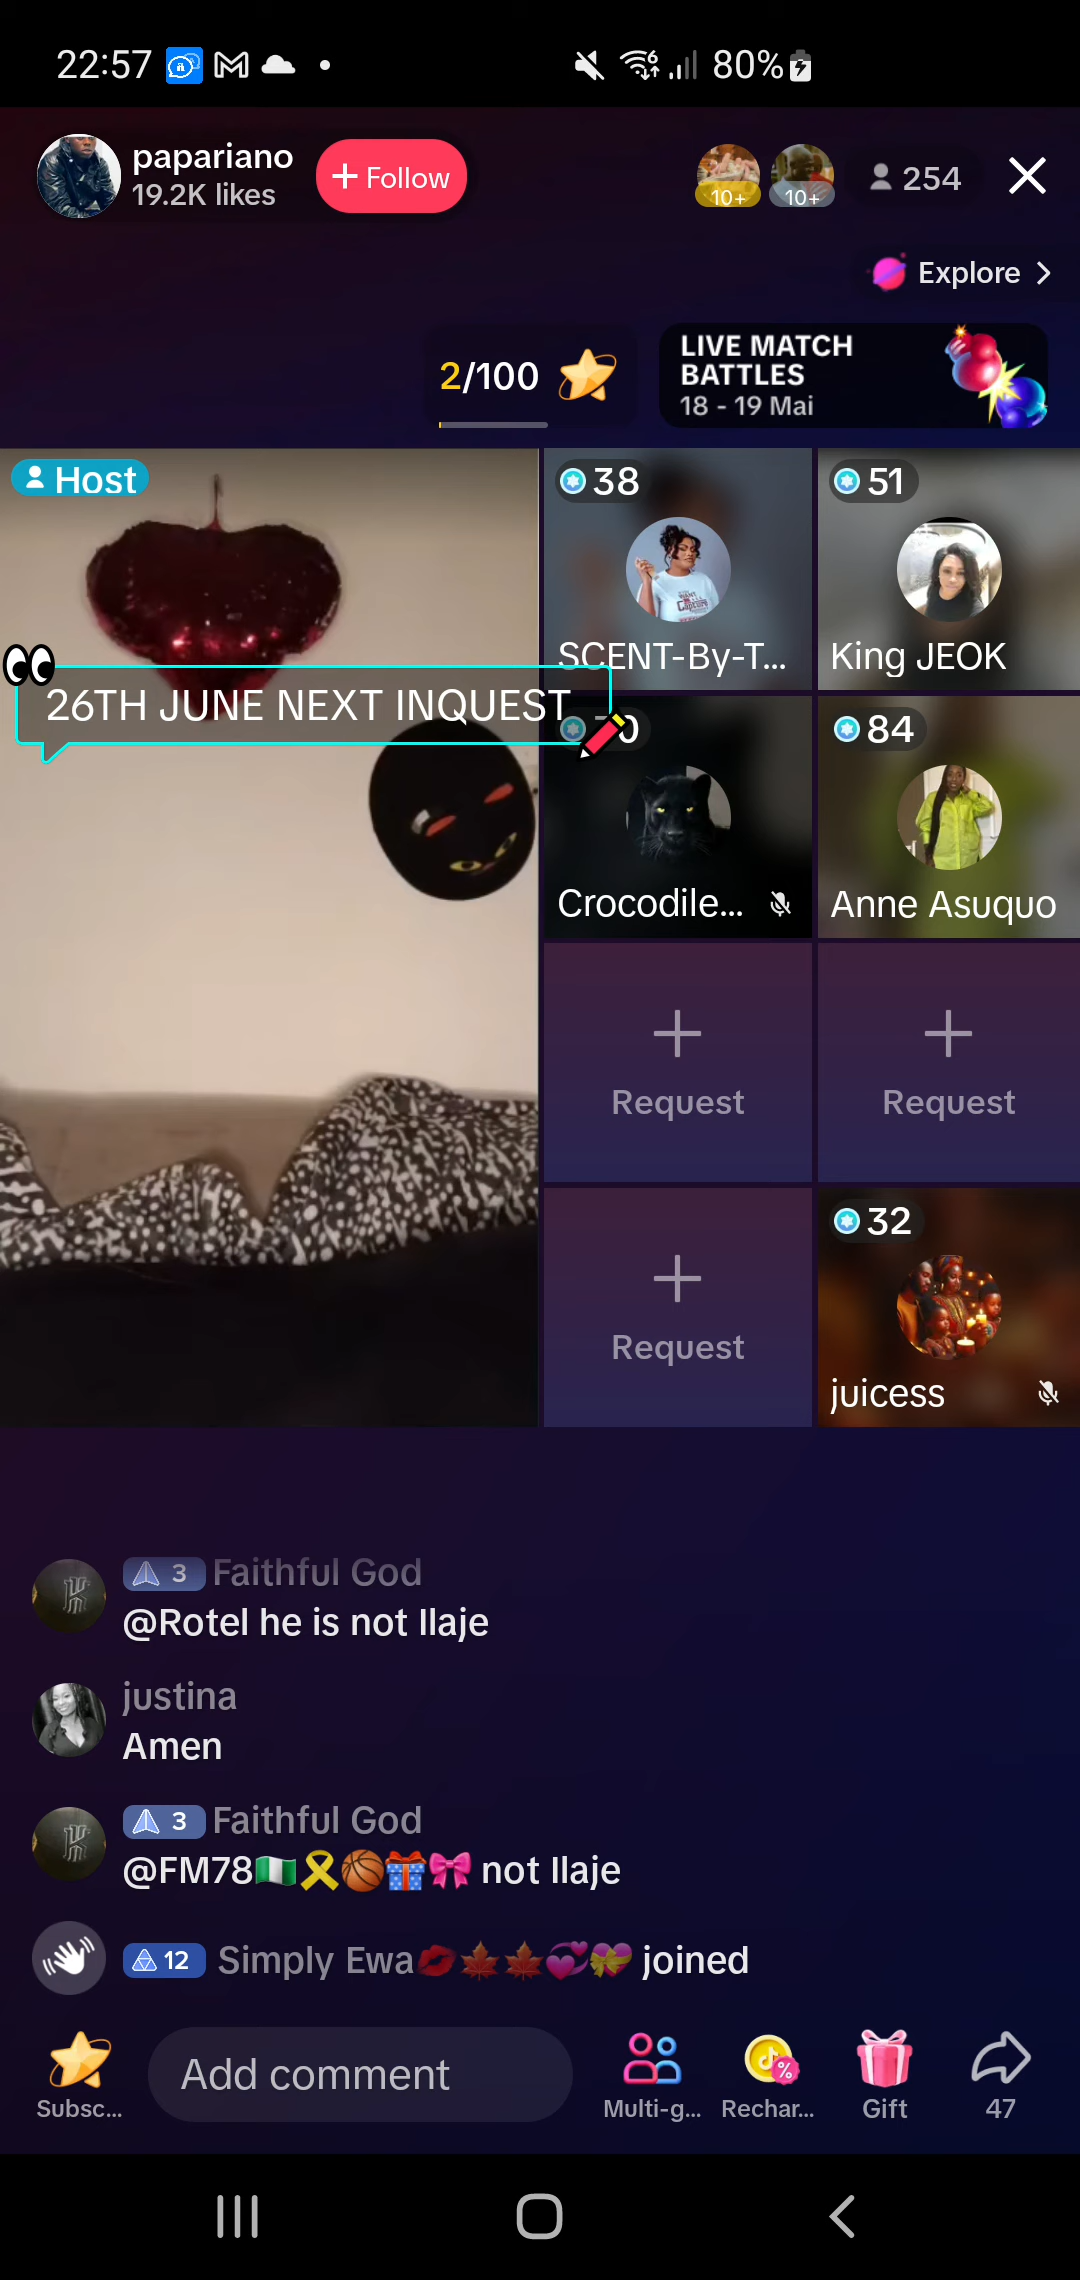 22:57
80%
papariano
19.2K likes
+ Follow
10+
10+
254
Explore
2/100
LIVE MATCH
BATTLES
18 - 19 Mai
Host
38
SCENT-By-T...
51
King JEOK
26TH JUNE NEXT INQUEST
Crocodile...
84
Anne Asuquo
Request
Request
Request
32
juicess
3 Faithful God
@Rotel he is not Ilaje
justina
Amen
3 Faithful God
@FM78🇳🇬🎗️🏀🎁🎀 not Ilaje
12 Simply Ewa💋🍁🍁💞💝 joined
Subsc...
Add comment
Multi-g...
Rechar...
Gift
47